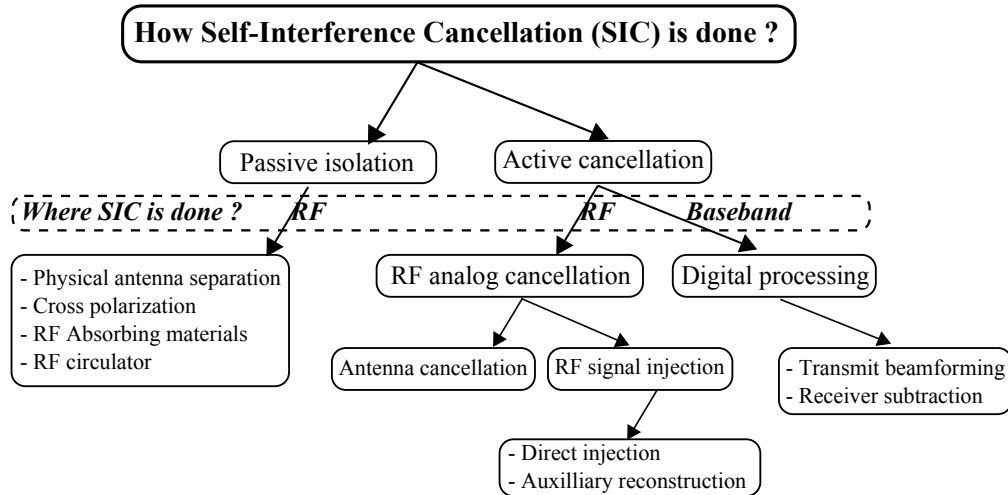 How Self-Interference Cancellation (SIC) is done ?
Passive isolation
Active cancellation
Where SIC is done ? RF RF Baseband
- Physical antenna separation
- Cross polarization
- RF Absorbing materials
- RF circulator
RF analog cancellation
Digital processing
Antenna cancellation
RF signal injection
- Transmit beamforming
- Receiver subtraction
- Direct injection
- Auxilliary reconstruction